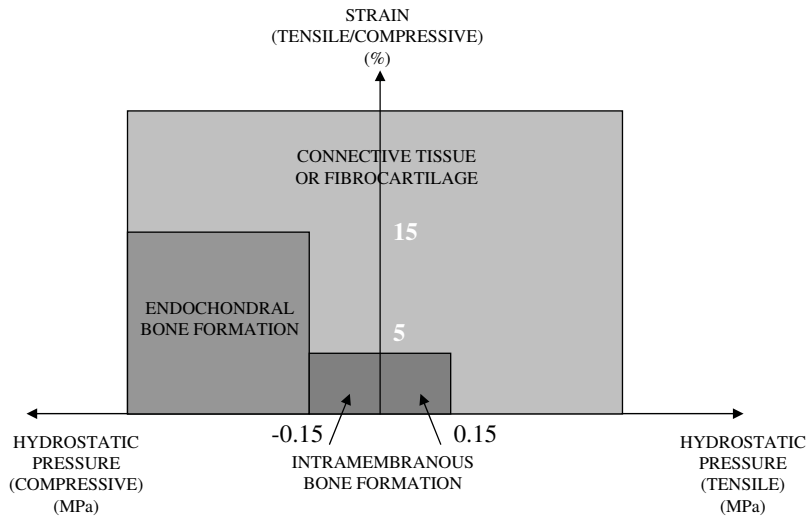 STRAIN
(TENSILE/COMPRESSIVE)
(%)
CONNECTIVE TISSUE
OR FIBROCARTILAGE
15
ENDOCHONDRAL
BONE FORMATION
5
-0.15
0.15
HYDROSTATIC
PRESSURE
(COMPRESSIVE)
(MPa)
INTRAMEMBRANOUS
BONE FORMATION
HYDROSTATIC
PRESSURE
(TENSILE)
(MPa)